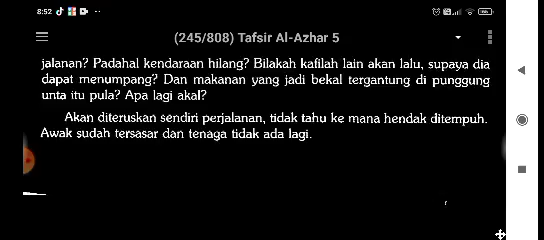 8:52
(245/808) Tafsir Al-Azhar 5
jalanan? Padahal kendaraan hilang? Bilakah kafilah lain akan lalu, supaya dia
dapat menumpang? Dan makanan yang jadi bekal tergantung di punggung
unta itu pula? Apa lagi akal?
Akan diteruskan sendiri perjalanan, tidak tahu ke mana hendak ditempuh.
Awak sudah tersasar dan tenaga tidak ada lagi.